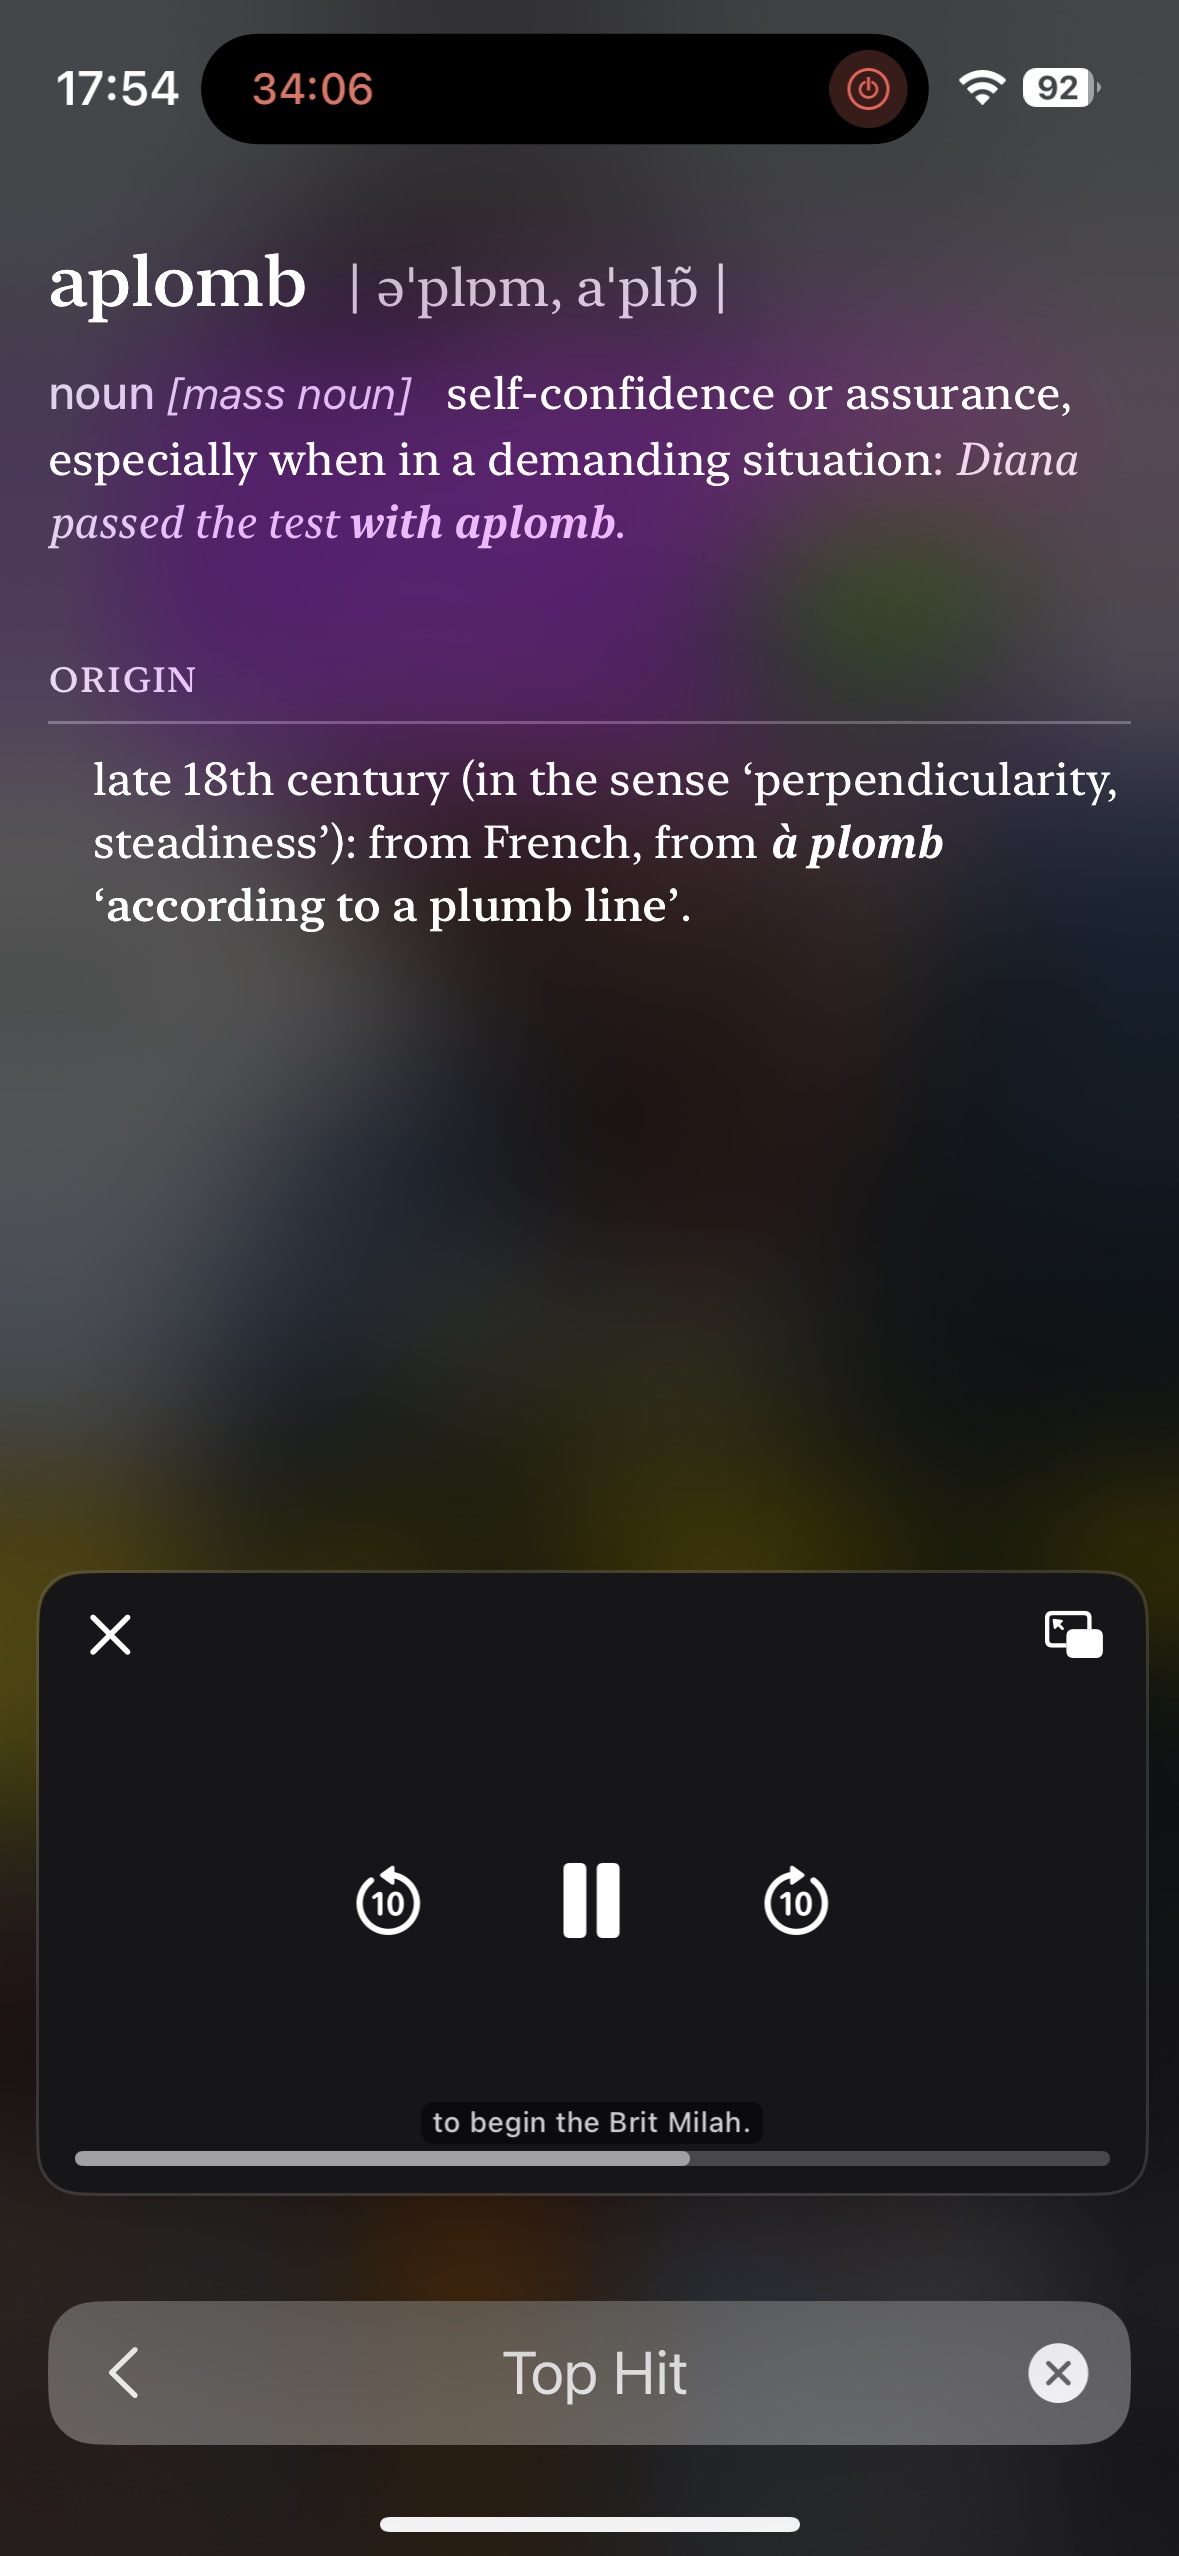 17:54 34:06 92
aplomb | ə'plɒm, a'plɒ̃ |
noun [mass noun] self-confidence or assurance,
especially when in a demanding situation: Diana
passed the test with aplomb.
ORIGIN
late 18th century (in the sense ‘perpendicularity,
steadiness’): from French, from à plomb
‘according to a plumb line’.
10 10
to begin the Brit Milah.
Top Hit